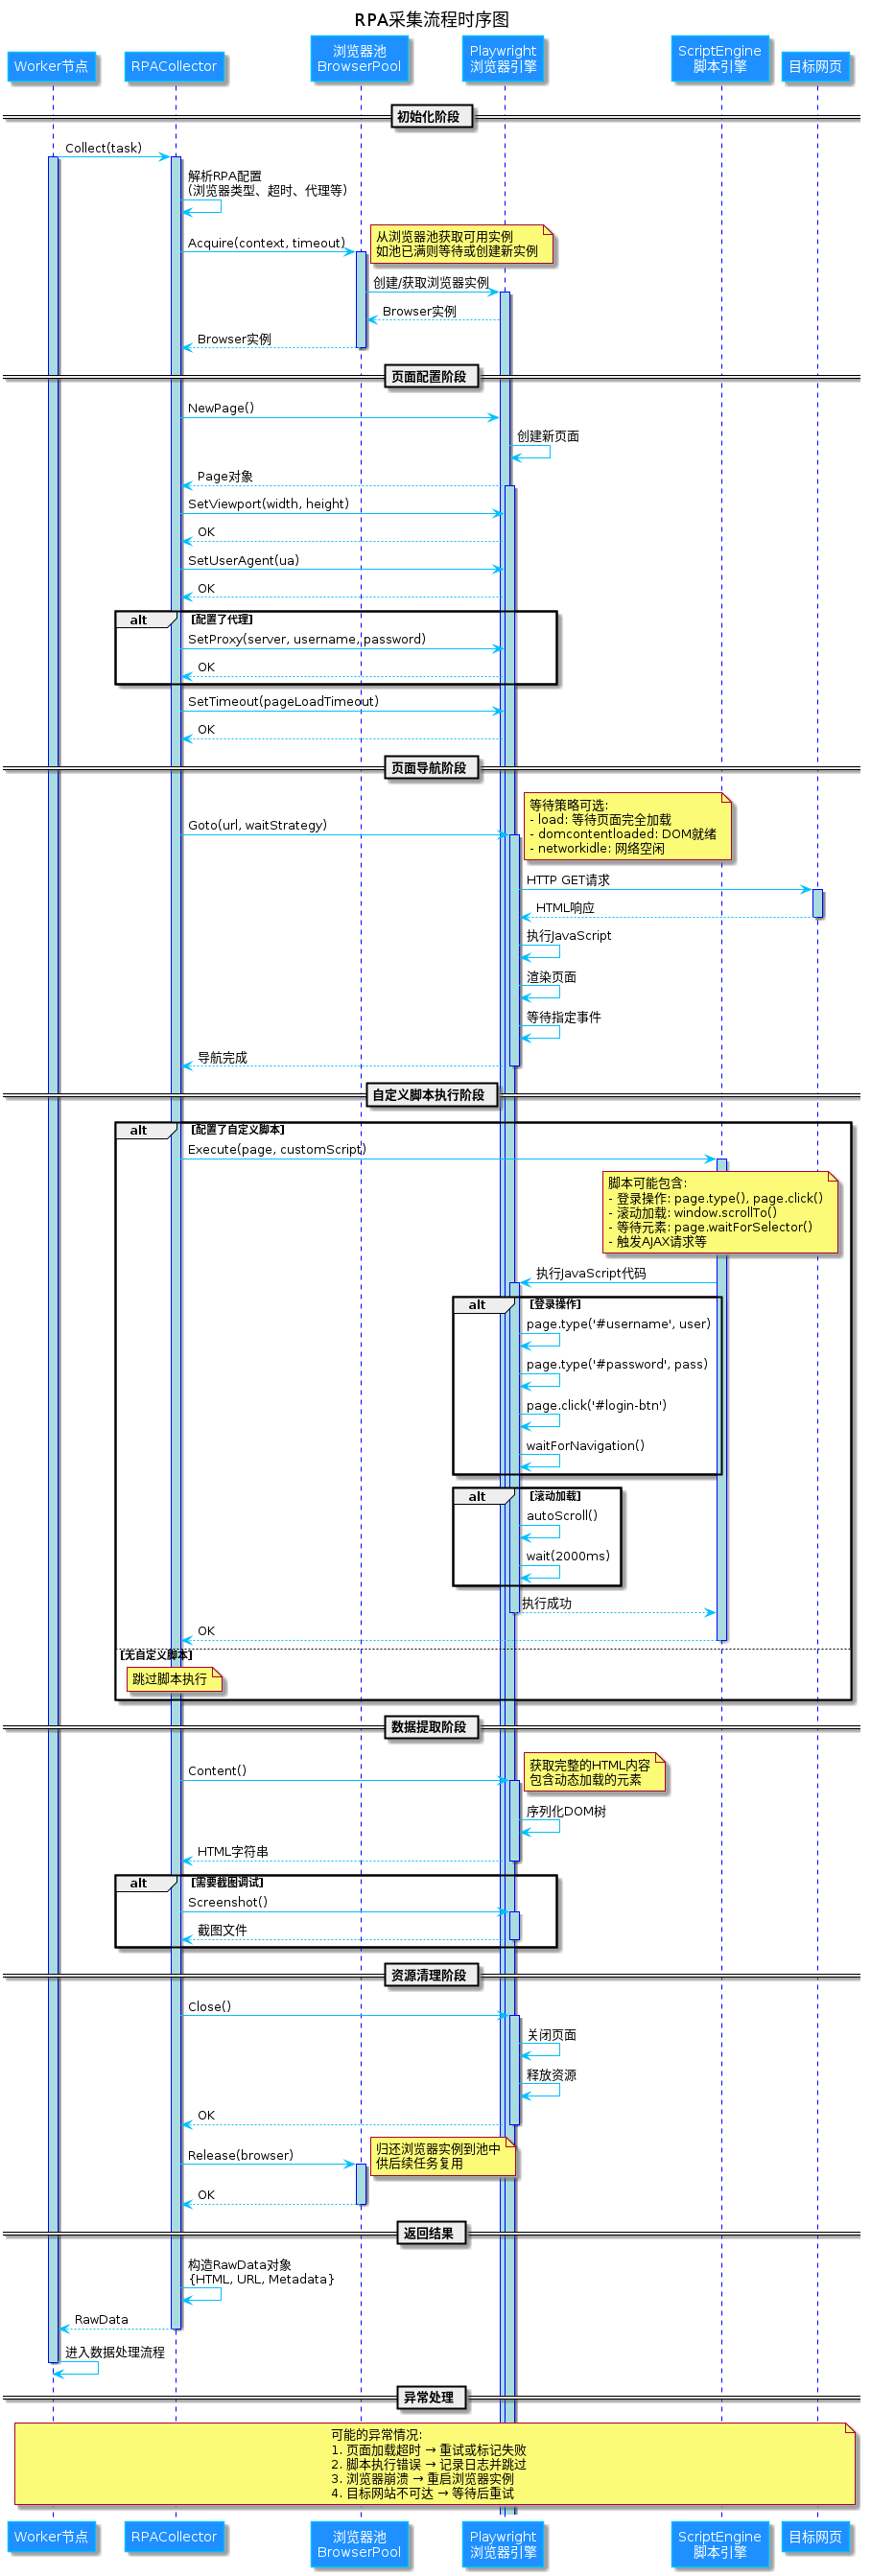 RPA采集流程时序图
Worker节点
RPACollector
浏览器池
BrowserPool
Playwright
浏览器引擎
ScriptEngine
脚本引擎
目标网页
初始化阶段
Collect(task)
解析RPA配置
(浏览器类型、超时、代理等)
Acquire(context, timeout)
从浏览器池获取可用实例
如池已满则等待或创建新实例
创建/获取浏览器实例
Browser实例
Browser实例
页面配置阶段
NewPage()
创建新页面
Page对象
SetViewport(width, height)
OK
SetUserAgent(ua)
OK
alt [配置了代理]
SetProxy(server, username, password)
OK
SetTimeout(pageLoadTimeout)
OK
页面导航阶段
等待策略可选:
- load: 等待页面完全加载
- domcontentloaded: DOM就绪
- networkidle: 网络空闲
Goto(url, waitStrategy)
HTTP GET请求
HTML响应
执行JavaScript
渲染页面
等待指定事件
导航完成
自定义脚本执行阶段
alt [配置了自定义脚本]
Execute(page, customScript)
脚本可能包含:
- 登录操作: page.type(), page.click()
- 滚动加载: window.scrollTo()
- 等待元素: page.waitForSelector()
- 触发AJAX请求等
执行JavaScript代码
alt [登录操作]
page.type('#username', user)
page.type('#password', pass)
page.click('#login-btn')
waitForNavigation()
alt [滚动加载]
autoScroll()
wait(2000ms)
执行成功
OK
[无自定义脚本]
跳过脚本执行
数据提取阶段
Content()
获取完整的HTML内容
包含动态加载的元素
序列化DOM树
HTML字符串
alt [需要截图调试]
Screenshot()
截图文件
资源清理阶段
Close()
关闭页面
释放资源
OK
Release(browser)
归还浏览器实例到池中
供后续任务复用
OK
返回结果
构造RawData对象
{HTML, URL, Metadata}
RawData
进入数据处理流程
异常处理
可能的异常情况:
1. 页面加载超时 → 重试或标记失败
2. 脚本执行错误 → 记录日志并跳过
3. 浏览器崩溃 → 重启浏览器实例
4. 目标网站不可达 → 等待后重试
Worker节点
RPACollector
浏览器池
BrowserPool
Playwright
浏览器引擎
ScriptEngine
脚本引擎
目标网页